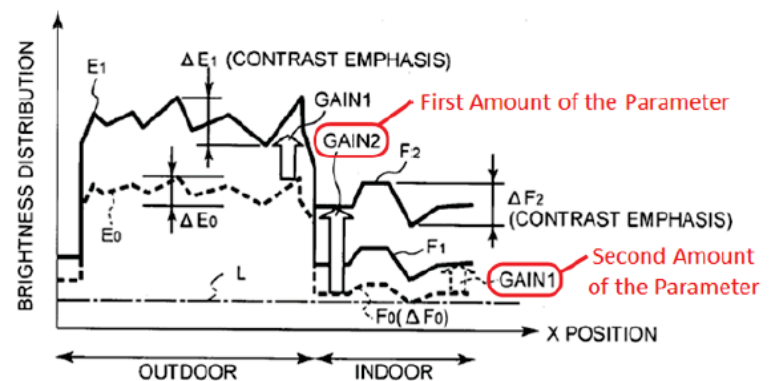 BRIGHTNESS DISTRIBUTION
E1
ΔE1 (CONTRAST EMPHASIS)
GAIN1
First Amount of the Parameter
GAIN2
F2
ΔF2
(CONTRAST EMPHASIS)
E0
ΔE0
F1
L
GAIN1
Second Amount
of the Parameter
F0(ΔF0)
X POSITION
OUTDOOR
INDOOR